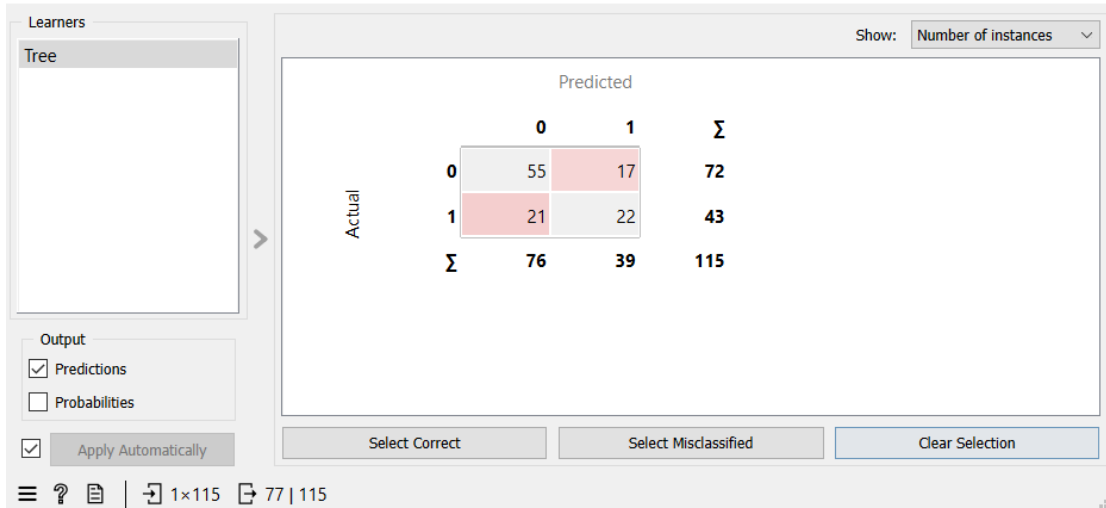 Learners
Tree
Show: Number of instances
Predicted
0 1 Σ
0 55 17 72
Actual
1 21 22 43
Σ 76 39 115
Output
Predictions
Probabilities
Apply Automatically
Select Correct Select Misclassified Clear Selection
? 1×115 77 | 115